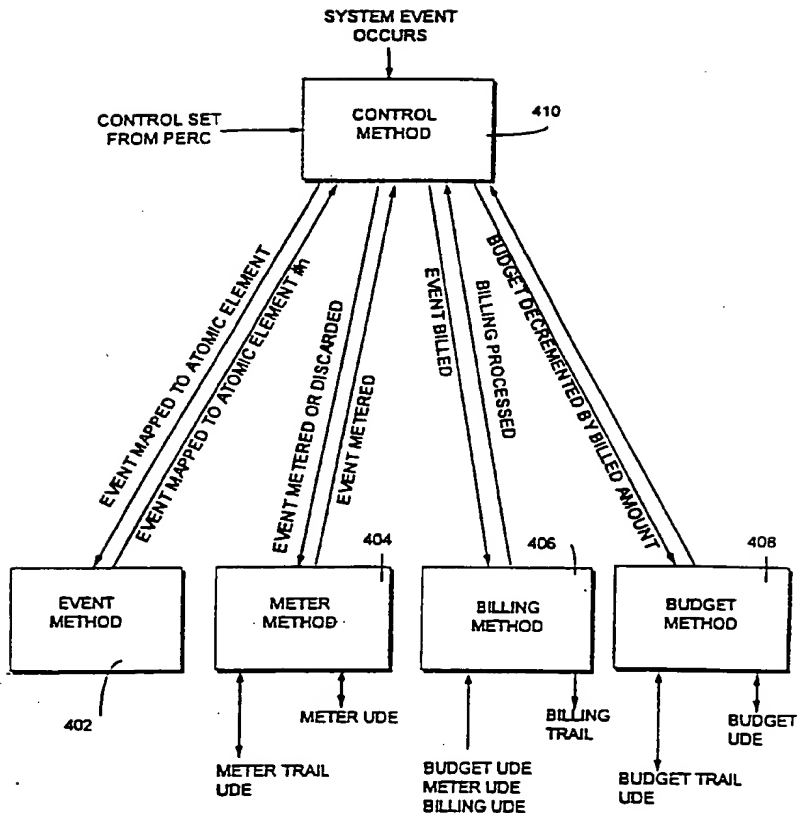 SYSTEM EVENT
OCCURS
CONTROL SET
FROM PERC
CONTROL
METHOD
410
EVENT MAPPED TO ATOMIC ELEMENT
EVENT MAPPED TO ATOMIC ELEMENT #n
EVENT METERED OR DISCARDED
EVENT METERED
EVENT BILLED
BILLING PROCESSED
BUDGET DECREMENTED BY BILLED AMOUNT
EVENT
METHOD
402
METER
METHOD
404
BILLING
METHOD
406
BUDGET
METHOD
408
METER TRAIL
UDE
METER UDE
BUDGET UDE
METER UDE
BILLING UDE
BILLING
TRAIL
BUDGET TRAIL
UDE
BUDGET
UDE